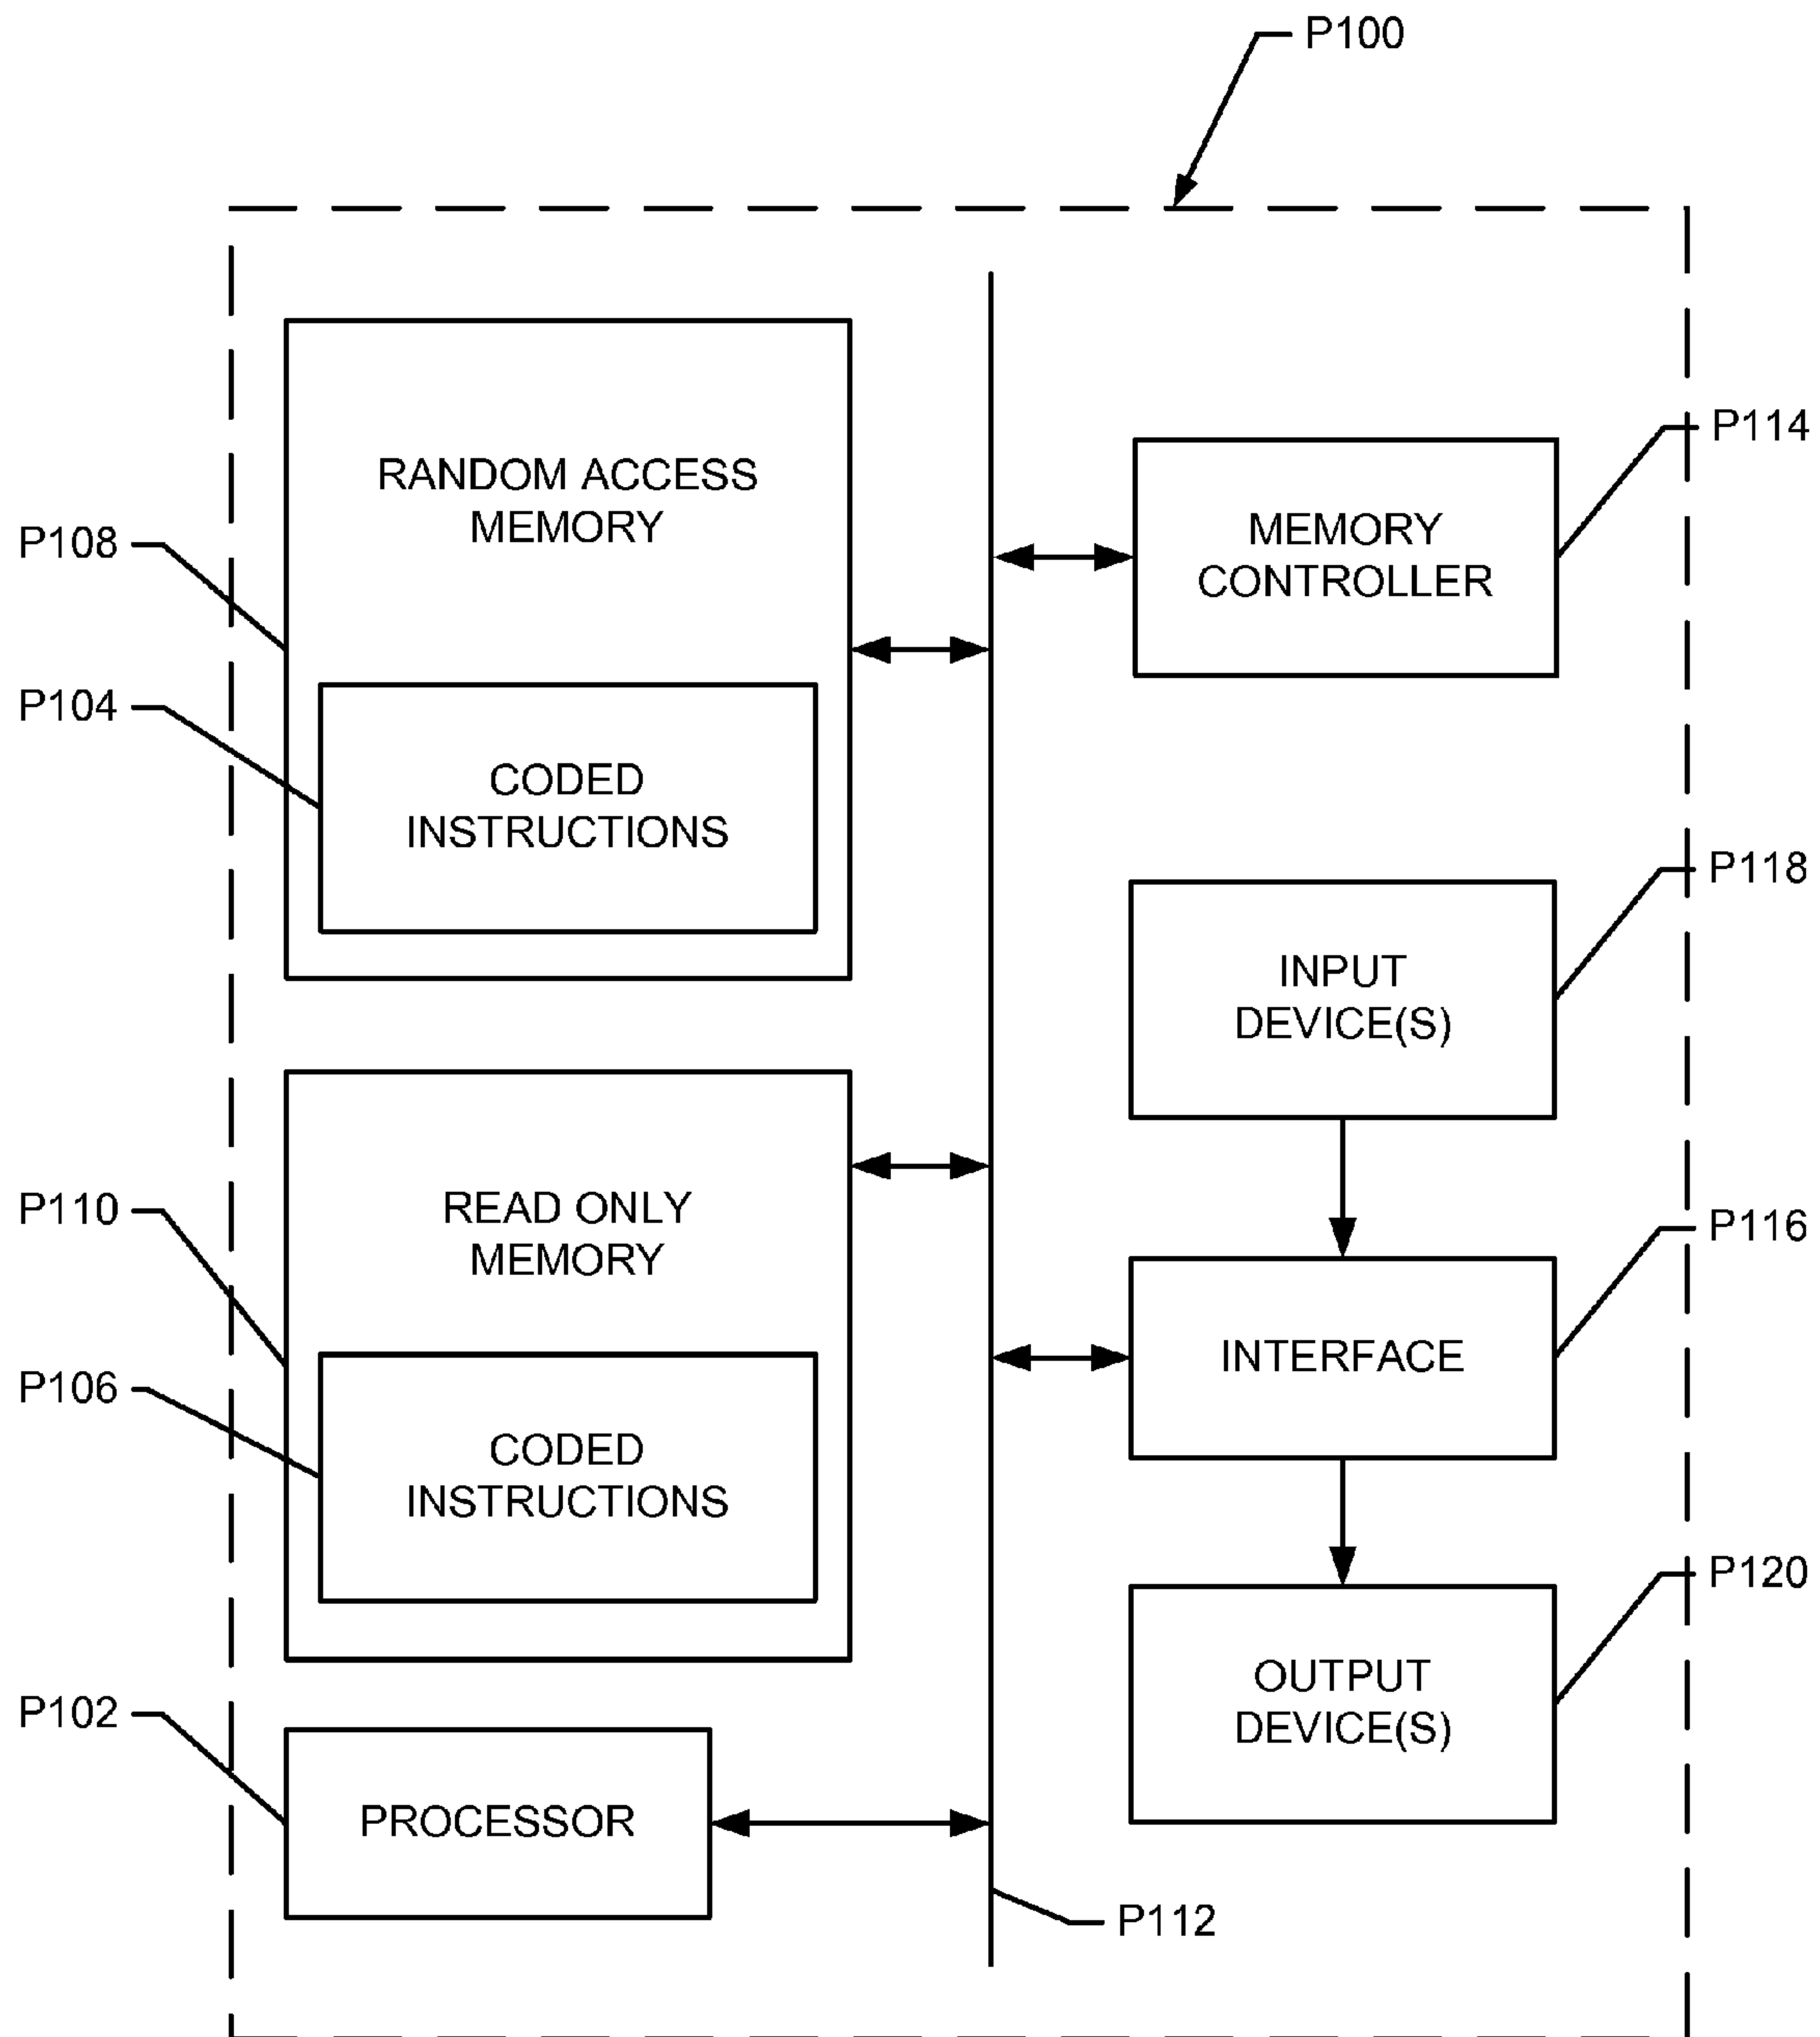 P100
P114
RANDOM ACCESS
MEMORY
MEMORY
CONTROLLER
P108
P104
CODED
INSTRUCTIONS
P118
INPUT
DEVICE(S)
P110
READ ONLY
MEMORY
P116
INTERFACE
P106
CODED
INSTRUCTIONS
P120
OUTPUT
DEVICE(S)
P102
PROCESSOR
P112